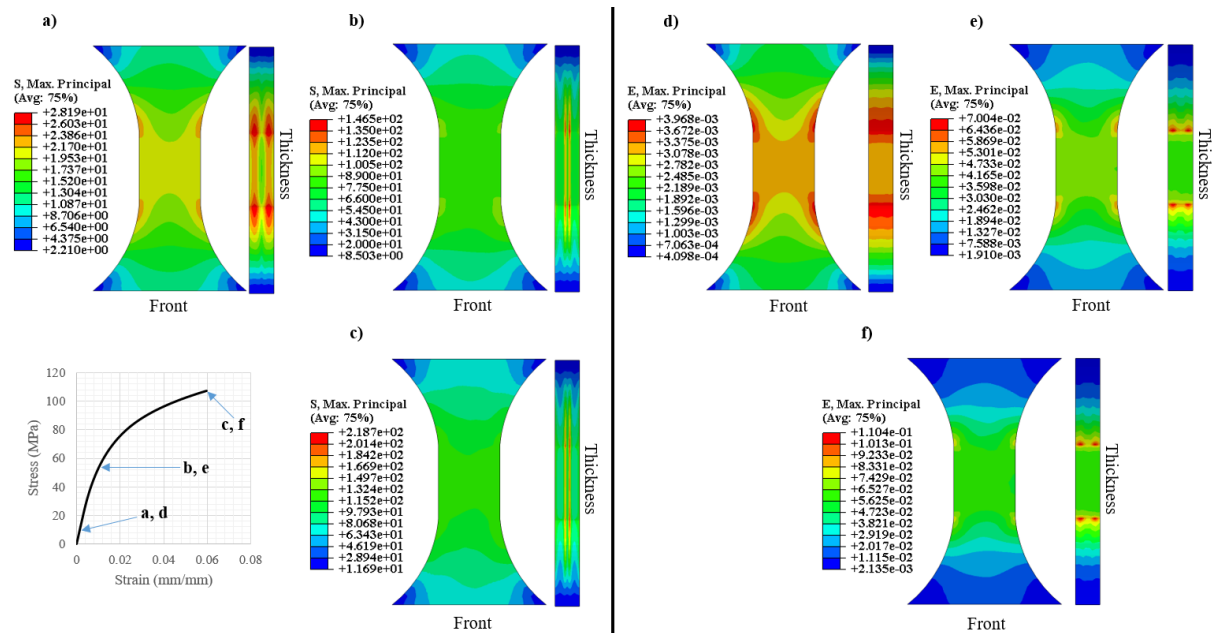 a)
S, Max. Principal
(Avg: 75%)
+2.819e+01
+2.603e+01
+2.386e+01
+2.170e+01
+1.953e+01
+1.737e+01
+1.520e+01
+1.304e+01
+1.087e+01
+8.706e+00
+6.540e+00
+4.375e+00
+2.210e+00
Thickness
Front
b)
S, Max. Principal
(Avg: 75%)
+1.465e+02
+1.350e+02
+1.235e+02
+1.120e+02
+1.005e+02
+8.900e+01
+7.750e+01
+6.600e+01
+5.450e+01
+4.300e+01
+3.150e+01
+2.000e+01
+8.503e+00
Thickness
Front
d)
E, Max. Principal
(Avg: 75%)
+3.968e-03
+3.672e-03
+3.375e-03
+3.078e-03
+2.782e-03
+2.485e-03
+2.189e-03
+1.892e-03
+1.596e-03
+1.299e-03
+1.003e-03
+7.063e-04
+4.098e-04
Thickness
Front
e)
E, Max. Principal
(Avg: 75%)
+7.004e-02
+6.436e-02
+5.869e-02
+5.301e-02
+4.733e-02
+4.165e-02
+3.598e-02
+3.030e-02
+2.462e-02
+1.894e-02
+1.327e-02
+7.588e-03
+1.910e-03
Thickness
Front
120
100
80
60
40
20
0
Stress (MPa)
0
0.02
0.04
0.06
0.08
Strain (mm/mm)
c, f
b, e
a, d
c)
S, Max. Principal
(Avg: 75%)
+2.187e+02
+2.014e+02
+1.842e+02
+1.669e+02
+1.497e+02
+1.324e+02
+1.152e+02
+9.793e+01
+8.068e+01
+6.343e+01
+4.619e+01
+2.894e+01
+1.169e+01
Thickness
Front
f)
E, Max. Principal
(Avg: 75%)
+1.104e-01
+1.013e-01
+9.233e-02
+8.331e-02
+7.429e-02
+6.527e-02
+5.625e-02
+4.723e-02
+3.821e-02
+2.919e-02
+2.017e-02
+1.115e-02
+2.135e-03
Thickness
Front